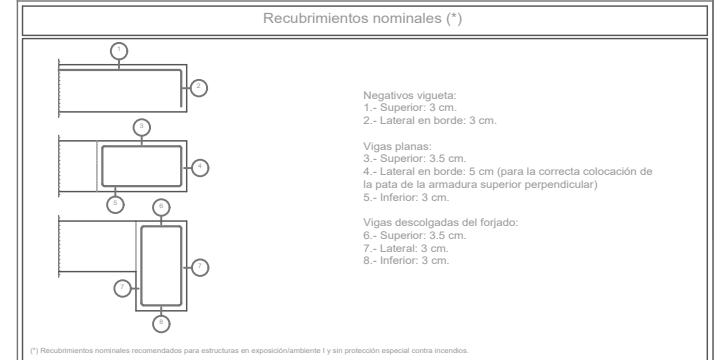 Recubrimientos nominales (*)
1
2
3
4
5
6
7
7
8
Negativos vigueta:
1.- Superior: 3 cm.
2.- Lateral en borde: 3 cm.
Vigas planas:
3.- Superior: 3.5 cm.
4.- Lateral en borde: 5 cm (para la correcta colocación de
la pata de la armadura superior perpendicular)
5.- Inferior: 3 cm.
Vigas descolgadas del forjado:
6.- Superior: 3.5 cm.
7.- Lateral: 3 cm.
8.- Inferior: 3 cm.
(*) Recubrimientos nominales recomendados para estructuras en exposición/ambiente I y sin protección especial contra incendios.